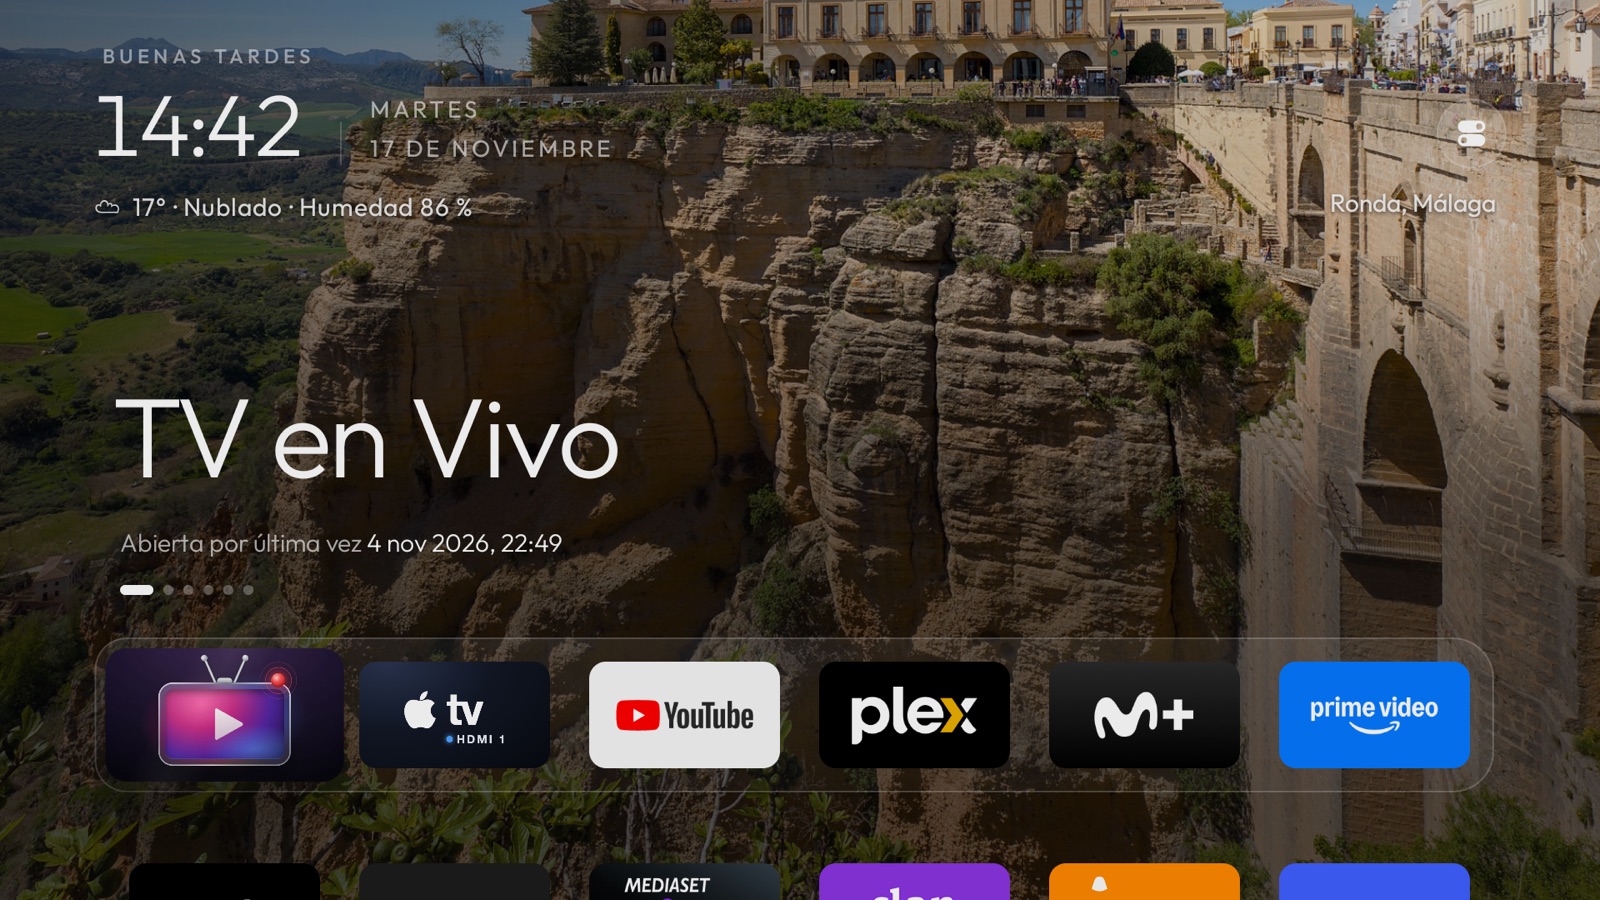 BUENAS TARDES
14:42
MARTES
17 DE NOVIEMBRE
17° · Nublado · Humedad 86 %
Ronda, Málaga
TV en Vivo
Abierta por última vez 4 nov 2026, 22:49
tv
HDMI 1
YouTube
plex
M+
prime video
MEDIASET
clan